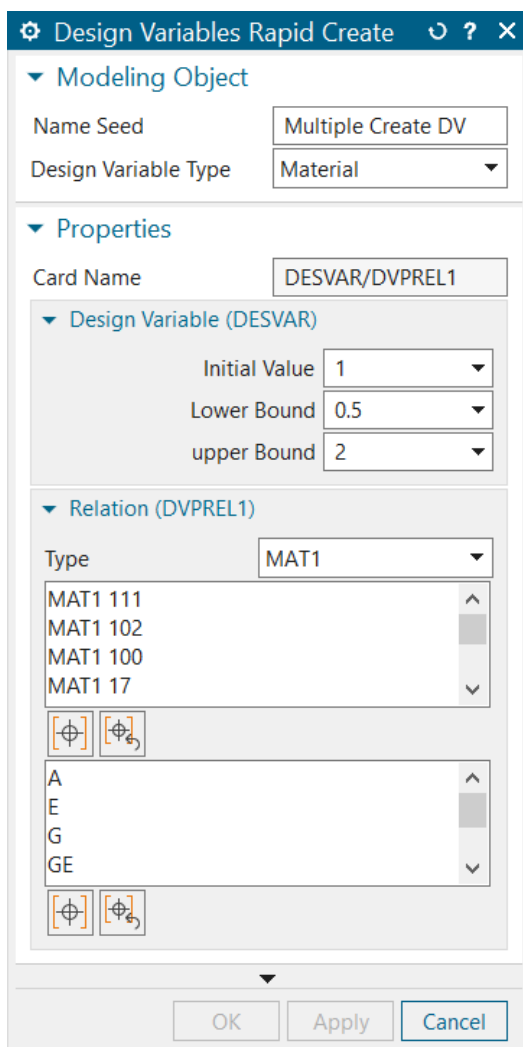 Design Variables Rapid Create
Modeling Object
Name Seed Multiple Create DV
Design Variable Type Material
Properties
Card Name DESVAR/DVPREL1
Design Variable (DESVAR)
Initial Value 1
Lower Bound 0.5
upper Bound 2
Relation (DVPREL1)
Type MAT1
MAT1 111
MAT1 102
MAT1 100
MAT1 17
A
E
G
GE
OK Apply Cancel